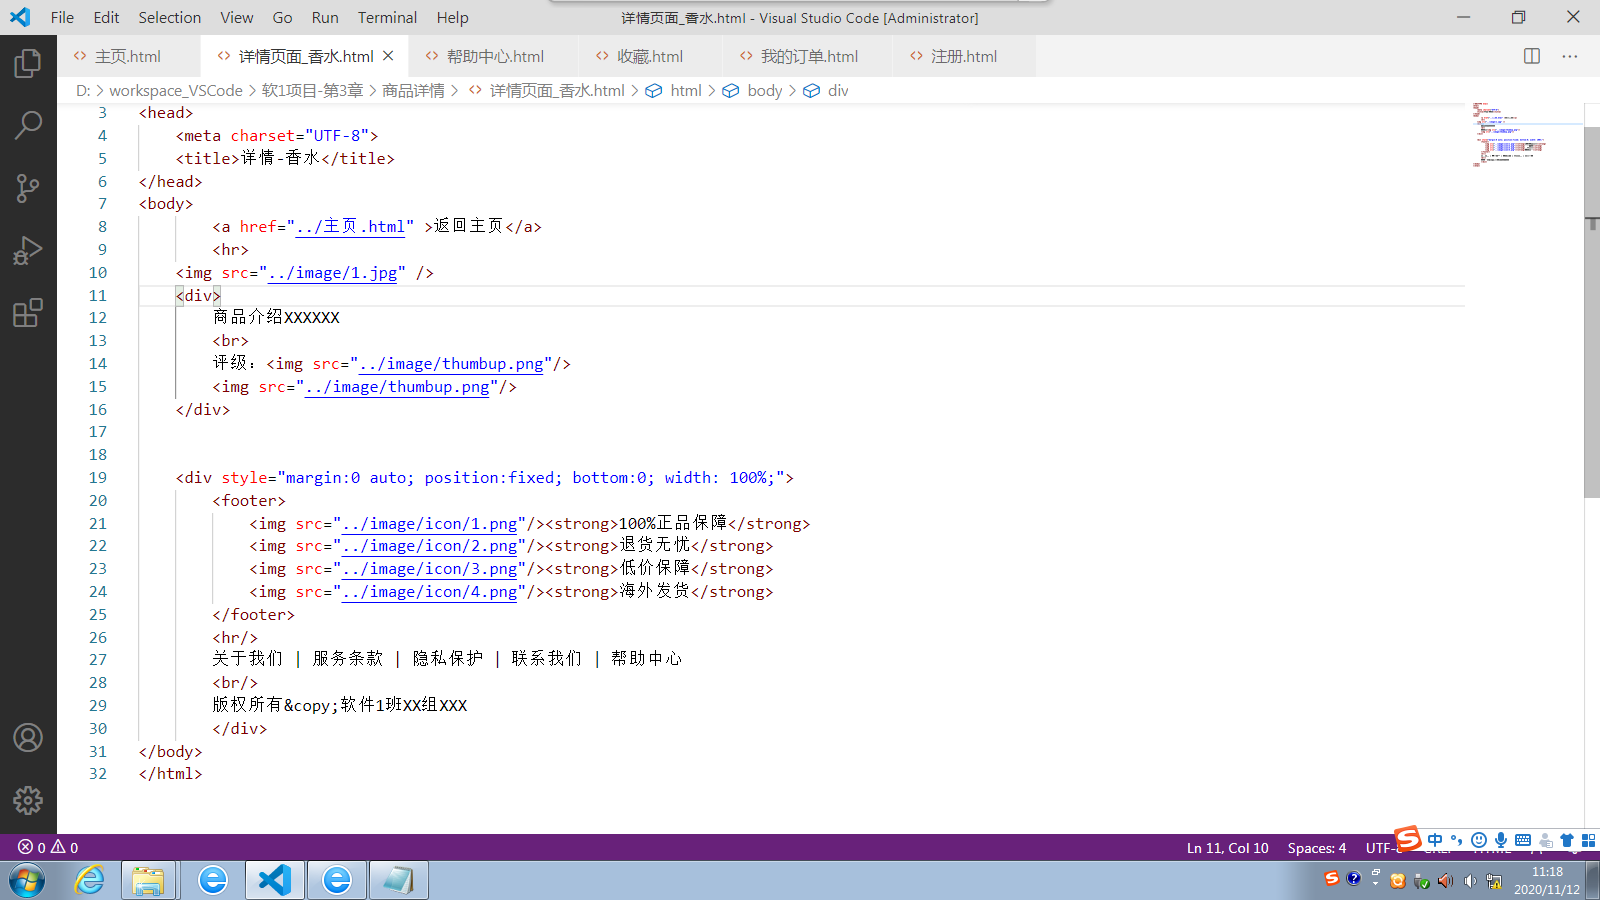 File Edit Selection View Go Run Terminal Help 详情页面_香水.html - Visual Studio Code [Administrator]
主页.html 详情页面_香水.html 帮助中心.html 收藏.html 我的订单.html 注册.html
D: > workspace_VSCode > 软1项目-第3章 > 商品详情 > 详情页面_香水.html > html > body > div
3 <head>
4 <meta charset="UTF-8">
5 <title>详情-香水</title>
6 </head>
7 <body>
8 <a href="../主页.html" >返回主页</a>
9 <hr>
10 <img src="../image/1.jpg" />
11 <div>
12 商品介绍XXXXXX
13 <br>
14 评级：<img src="../image/thumbup.png"/>
15 <img src="../image/thumbup.png"/>
16 </div>
17
18
19 <div style="margin:0 auto; position:fixed; bottom:0; width: 100%;">
20 <footer>
21 <img src="../image/icon/1.png"/><strong>100%正品保障</strong>
22 <img src="../image/icon/2.png"/><strong>退货无忧</strong>
23 <img src="../image/icon/3.png"/><strong>低价保障</strong>
24 <img src="../image/icon/4.png"/><strong>海外发货</strong>
25 </footer>
26 <hr/>
27 关于我们 | 服务条款 | 隐私保护 | 联系我们 | 帮助中心
28 <br/>
29 版权所有&copy;软件1班XX组XXX
30 </div>
31 </body>
32 </html>
0 0 Ln 11, Col 10 Spaces: 4 中
11:18
2020/11/12